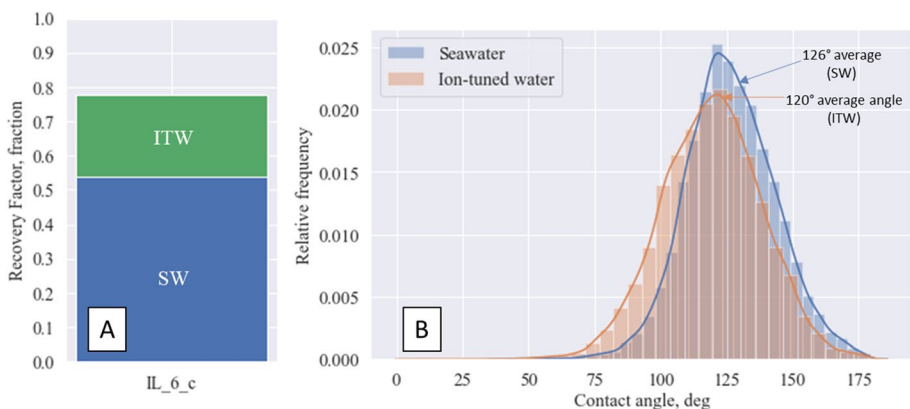 1.0
0.9
0.8
0.7
0.6
0.5
0.4
0.3
0.2
0.1
0.0
Recovery Factor, fraction
ITW
SW
A
IL_6_c
0.025
0.020
0.015
0.010
0.005
0.000
Relative frequency
Seawater
Ion-tuned water
126° average
(SW)
120° average angle
(ITW)
B
0
25
50
75
100
125
150
175
Contact angle, deg